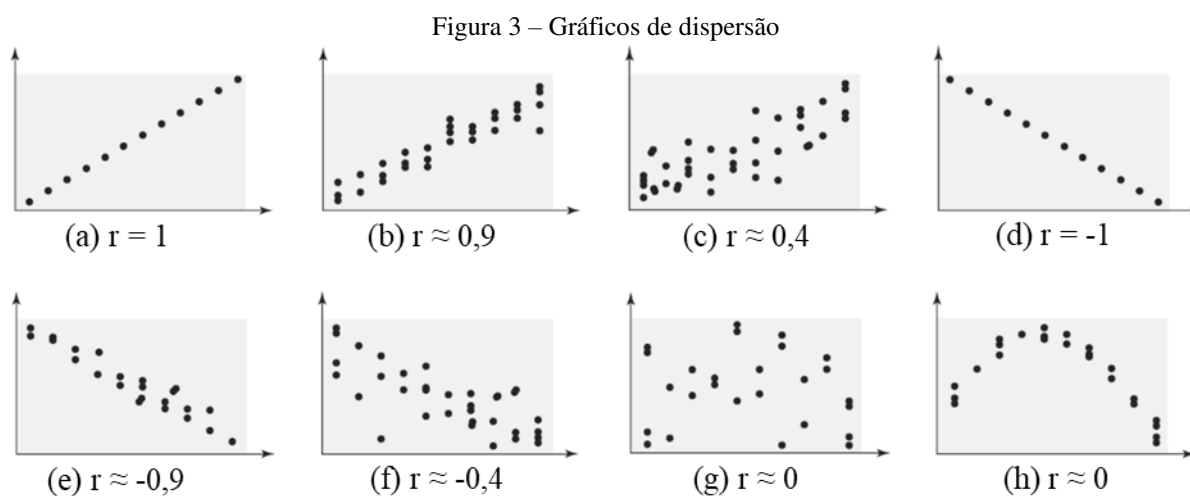 Figura 3 – Gráficos de dispersão
(a) r = 1
(b) r ≈ 0,9
(c) r ≈ 0,4
(d) r = -1
(e) r ≈ -0,9
(f) r ≈ -0,4
(g) r ≈ 0
(h) r ≈ 0